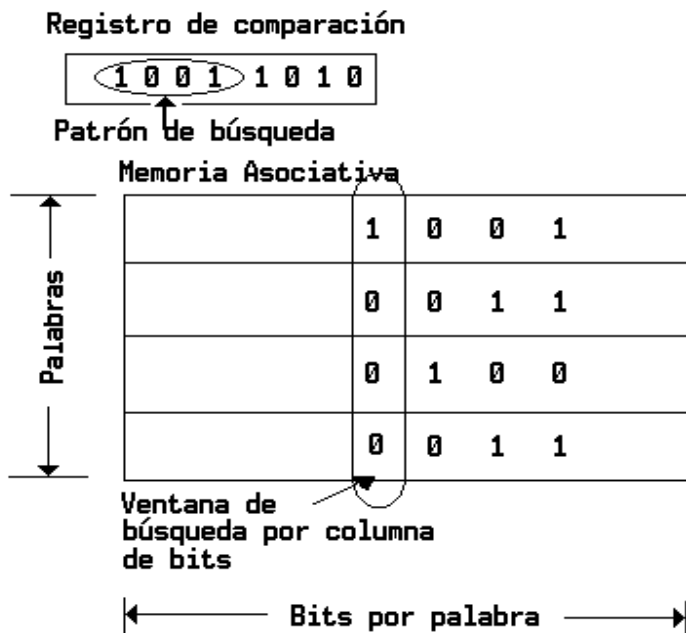 Registro de comparación
1 0 0 1 1 0 1 0
Patrón de búsqueda
Memoria Asociativa
Palabras
1 0 0 1
0 0 1 1
0 1 0 0
0 0 1 1
Ventana de
búsqueda por columna
de bits
Bits por palabra